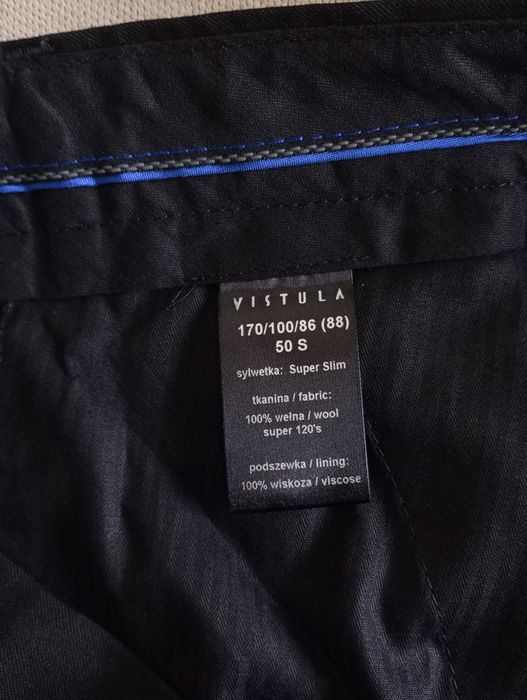 VISTULA
170/100/86 (88)
50 S
sylwetka: Super Slim
tkanina / fabric:
100% wełna / wool
super 120's
podszewka / lining:
100% wiskoza / viscose